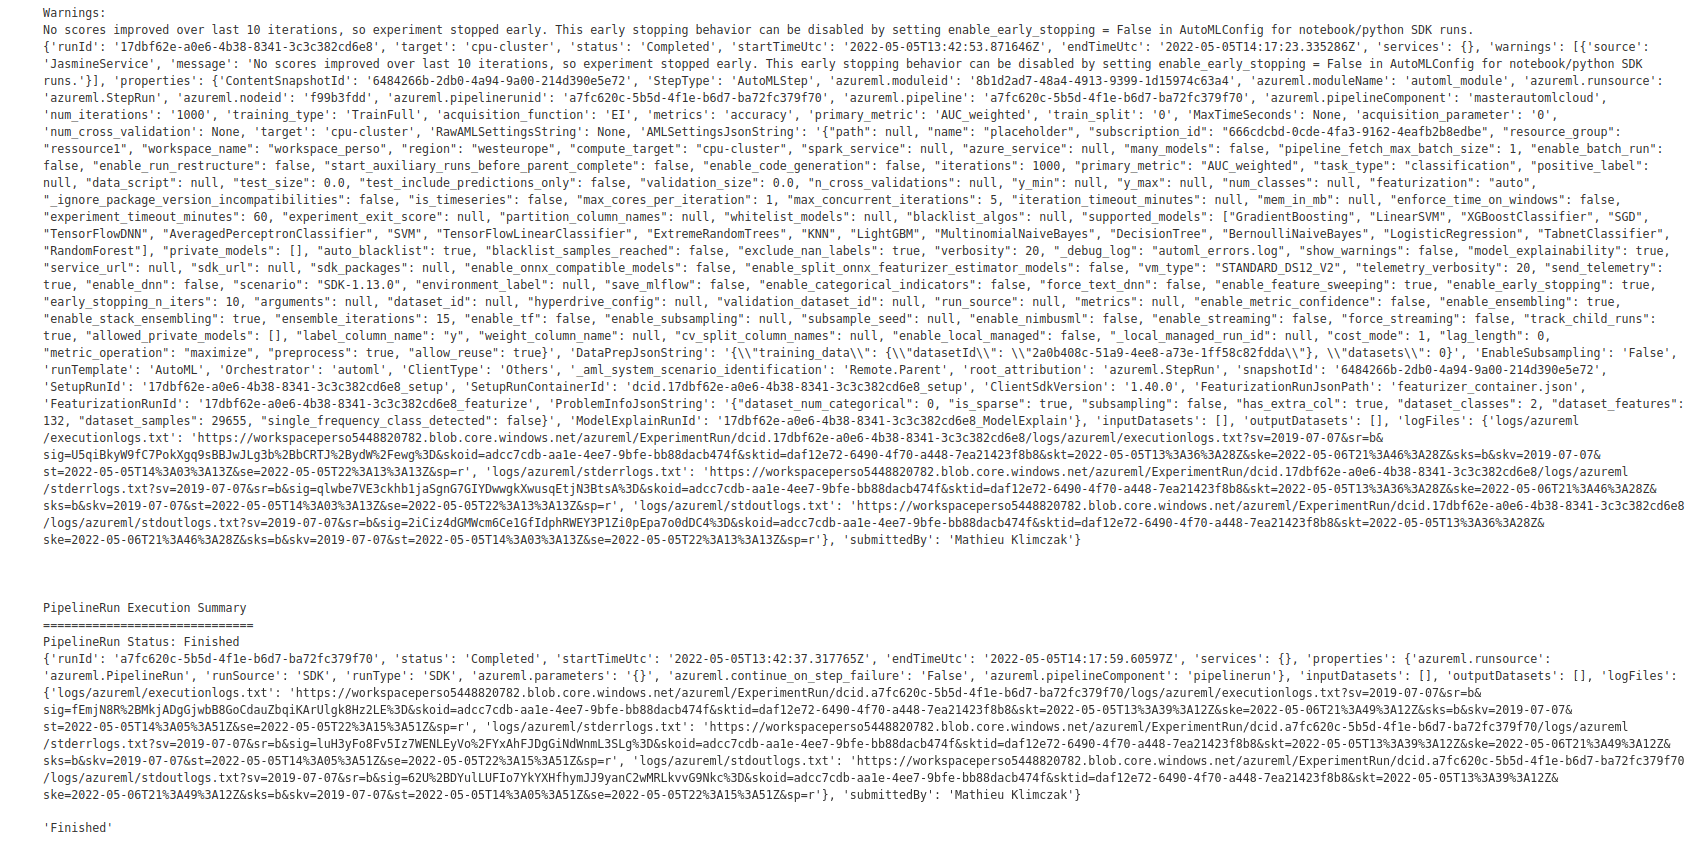 Warnings:
No scores improved over last 10 iterations, so experiment stopped early. This early stopping behavior can be disabled by setting enable_early_stopping = False in AutoMLConfig for notebook/python SDK runs.
{'runId': '17dbf62e-a0e6-4b38-8341-3c3c382cd6e8', 'target': 'cpu-cluster', 'status': 'Completed', 'startTimeUtc': '2022-05-05T13:42:53.871646Z', 'endTimeUtc': '2022-05-05T14:17:23.335286Z', 'services': {}, 'warnings': [{'source':
'JasmineService', 'message': 'No scores improved over last 10 iterations, so experiment stopped early. This early stopping behavior can be disabled by setting enable_early_stopping = False in AutoMLConfig for notebook/python SDK
runs.'}], 'properties': {'ContentSnapshotId': '6484266b-2db0-4a94-9a00-214d390e5e72', 'StepType': 'AutoMLStep', 'azureml.moduleid': '8b1d2ad7-48a4-4913-9399-1d15974c63a4', 'azureml.moduleName': 'automl_module', 'azureml.runsource':
'azureml.StepRun', 'azureml.nodeid': 'f99b3fdd', 'azureml.pipelinerunid': 'a7fc620c-5b5d-4f1e-b6d7-ba72fc379f70', 'azureml.pipeline': 'a7fc620c-5b5d-4f1e-b6d7-ba72fc379f70', 'azureml.pipelineComponent': 'masterautomlcloud',
'num_iterations': '1000', 'training_type': 'TrainFull', 'acquisition_function': 'EI', 'metrics': 'accuracy', 'primary_metric': 'AUC_weighted', 'train_split': '0', 'MaxTimeSeconds': None, 'acquisition_parameter': '0',
'num_cross_validation': None, 'target': 'cpu-cluster', 'RawAMLSettingsString': None, 'AMLSettingsJsonString': '{"path": null, "name": "placeholder", "subscription_id": "666cdcbd-0cde-4fa3-9162-4eafb2b8edbe", "resource_group":
"ressource1", "workspace_name": "workspace_perso", "region": "westeurope", "compute_target": "cpu-cluster", "spark_service": null, "azure_service": null, "many_models": false, "pipeline_fetch_max_batch_size": 1, "enable_batch_run":
false, "enable_run_restructure": false, "start_auxiliary_runs_before_parent_complete": false, "enable_code_generation": false, "iterations": 1000, "primary_metric": "AUC_weighted", "task_type": "classification", "positive_label":
null, "data_script": null, "test_size": 0.0, "test_include_predictions_only": false, "validation_size": 0.0, "n_cross_validations": null, "y_min": null, "y_max": null, "num_classes": null, "featurization": "auto",
"_ignore_package_version_incompatibilities": false, "is_timeseries": false, "max_cores_per_iteration": 1, "max_concurrent_iterations": 5, "iteration_timeout_minutes": null, "mem_in_mb": null, "enforce_time_on_windows": false,
"experiment_timeout_minutes": 60, "experiment_exit_score": null, "partition_column_names": null, "whitelist_models": null, "blacklist_algos": null, "supported_models": ["GradientBoosting", "LinearSVM", "XGBoostClassifier", "SGD",
"TensorFlowDNN", "AveragedPerceptronClassifier", "SVM", "TensorFlowLinearClassifier", "ExtremeRandomTrees", "KNN", "LightGBM", "MultinomialNaiveBayes", "DecisionTree", "BernoulliNaiveBayes", "LogisticRegression", "TabnetClassifier",
"RandomForest"], "private_models": [], "auto_blacklist": true, "blacklist_samples_reached": false, "exclude_nan_labels": true, "verbosity": 20, "_debug_log": "automl_errors.log", "show_warnings": false, "model_explainability": true,
"service_url": null, "sdk_url": null, "sdk_packages": null, "enable_onnx_compatible_models": false, "enable_split_onnx_featurizer_estimator_models": false, "vm_type": "STANDARD_DS12_V2", "telemetry_verbosity": 20, "send_telemetry":
true, "enable_dnn": false, "scenario": "SDK-1.13.0", "environment_label": null, "save_mlflow": false, "enable_categorical_indicators": false, "force_text_dnn": false, "enable_feature_sweeping": true, "enable_early_stopping": true,
"early_stopping_n_iters": 10, "arguments": null, "dataset_id": null, "hyperdrive_config": null, "validation_dataset_id": null, "run_source": null, "metrics": null, "enable_metric_confidence": false, "enable_ensembling": true,
"enable_stack_ensembling": true, "ensemble_iterations": 15, "enable_tf": false, "enable_subsampling": null, "subsample_seed": null, "enable_nimbusml": false, "enable_streaming": false, "force_streaming": false, "track_child_runs":
true, "allowed_private_models": [], "label_column_name": "y", "weight_column_name": null, "cv_split_column_names": null, "enable_local_managed": false, "_local_managed_run_id": null, "cost_mode": 1, "lag_length": 0,
"metric_operation": "maximize", "preprocess": true, "allow_reuse": true}', 'DataPrepJsonString': '{\\"training_data\\": {\\"datasetId\\": \\"2a0b408c-51a9-4ee8-a73e-1ff58c82fdda\\"}, \\"datasets\\": 0}', 'EnableSubsampling': 'False',
'runTemplate': 'AutoML', 'Orchestrator': 'automl', 'ClientType': 'Others', '_aml_system_scenario_identification': 'Remote.Parent', 'root_attribution': 'azureml.StepRun', 'snapshotId': '6484266b-2db0-4a94-9a00-214d390e5e72',
'SetupRunId': '17dbf62e-a0e6-4b38-8341-3c3c382cd6e8_setup', 'SetupRunContainerId': 'dcid.17dbf62e-a0e6-4b38-8341-3c3c382cd6e8_setup', 'ClientSdkVersion': '1.40.0', 'FeaturizationRunJsonPath': 'featurizer_container.json',
'FeaturizationRunId': '17dbf62e-a0e6-4b38-8341-3c3c382cd6e8_featurize', 'ProblemInfoJsonString': '{"dataset_num_categorical": 0, "is_sparse": true, "subsampling": false, "has_extra_col": true, "dataset_classes": 2, "dataset_features":
132, "dataset_samples": 29655, "single_frequency_class_detected": false}', 'ModelExplainRunId': '17dbf62e-a0e6-4b38-8341-3c3c382cd6e8_ModelExplain'}, 'inputDatasets': [], 'outputDatasets': [], 'logFiles': {'logs/azureml
/executionlogs.txt': 'https://workspaceperso5448820782.blob.core.windows.net/azureml/ExperimentRun/dcid.17dbf62e-a0e6-4b38-8341-3c3c382cd6e8/logs/azureml/executionlogs.txt?sv=2019-07-07&sr=b&
sig=U5qiBkyW9fC7PokXgq9sBBJwJLg3b%2BbCRTJ%2BydW%2Fewg%3D&skoid=adcc7cdb-aa1e-4ee7-9bfe-bb88dacb474f&sktid=daf12e72-6490-4f70-a448-7ea21423f8b8&skt=2022-05-05T13%3A36%3A28Z&ske=2022-05-06T21%3A46%3A28Z&sks=b&skv=2019-07-07&
st=2022-05-05T14%3A03%3A13Z&se=2022-05-05T22%3A13%3A13Z&sp=r', 'logs/azureml/stderrlogs.txt': 'https://workspaceperso5448820782.blob.core.windows.net/azureml/ExperimentRun/dcid.17dbf62e-a0e6-4b38-8341-3c3c382cd6e8/logs/azureml
/stderrlogs.txt?sv=2019-07-07&sr=b&sig=qlwbe7VE3ckhb1jaSgnG7GIYDwwgkXwusqEtjN3BtsA%3D&skoid=adcc7cdb-aa1e-4ee7-9bfe-bb88dacb474f&sktid=daf12e72-6490-4f70-a448-7ea21423f8b8&skt=2022-05-05T13%3A36%3A28Z&ske=2022-05-06T21%3A46%3A28Z&
sks=b&skv=2019-07-07&st=2022-05-05T14%3A03%3A13Z&se=2022-05-05T22%3A13%3A13Z&sp=r', 'logs/azureml/stdoutlogs.txt': 'https://workspaceperso5448820782.blob.core.windows.net/azureml/ExperimentRun/dcid.17dbf62e-a0e6-4b38-8341-3c3c382cd6e8
/logs/azureml/stdoutlogs.txt?sv=2019-07-07&sr=b&sig=2iCiz4dGMWcm6Ce1GfIdphRWEY3P1Zi0pEpa7o0dDC4%3D&skoid=adcc7cdb-aa1e-4ee7-9bfe-bb88dacb474f&sktid=daf12e72-6490-4f70-a448-7ea21423f8b8&skt=2022-05-05T13%3A36%3A28Z&
ske=2022-05-06T21%3A46%3A28Z&sks=b&skv=2019-07-07&st=2022-05-05T14%3A03%3A13Z&se=2022-05-05T22%3A13%3A13Z&sp=r'}, 'submittedBy': 'Mathieu Klimczak'}
PipelineRun Execution Summary
==============================
PipelineRun Status: Finished
{'runId': 'a7fc620c-5b5d-4f1e-b6d7-ba72fc379f70', 'status': 'Completed', 'startTimeUtc': '2022-05-05T13:42:37.317765Z', 'endTimeUtc': '2022-05-05T14:17:59.60597Z', 'services': {}, 'properties': {'azureml.runsource':
'azureml.PipelineRun', 'runSource': 'SDK', 'runType': 'SDK', 'azureml.parameters': '{}', 'azureml.continue_on_step_failure': 'False', 'azureml.pipelineComponent': 'pipelinerun'}, 'inputDatasets': [], 'outputDatasets': [], 'logFiles':
{'logs/azureml/executionlogs.txt': 'https://workspaceperso5448820782.blob.core.windows.net/azureml/ExperimentRun/dcid.a7fc620c-5b5d-4f1e-b6d7-ba72fc379f70/logs/azureml/executionlogs.txt?sv=2019-07-07&sr=b&
sig=fEmjN8R%2BMkjADgGjwbB8GoCdauZbqiKArUlgk8Hz2LE%3D&skoid=adcc7cdb-aa1e-4ee7-9bfe-bb88dacb474f&sktid=daf12e72-6490-4f70-a448-7ea21423f8b8&skt=2022-05-05T13%3A39%3A12Z&ske=2022-05-06T21%3A49%3A12Z&sks=b&skv=2019-07-07&
st=2022-05-05T14%3A05%3A51Z&se=2022-05-05T22%3A15%3A51Z&sp=r', 'logs/azureml/stderrlogs.txt': 'https://workspaceperso5448820782.blob.core.windows.net/azureml/ExperimentRun/dcid.a7fc620c-5b5d-4f1e-b6d7-ba72fc379f70/logs/azureml
/stderrlogs.txt?sv=2019-07-07&sr=b&sig=luH3yFo8Fv5Iz7WENLEyVo%2FYxAhFJDgGiNdWnmL3SLg%3D&skoid=adcc7cdb-aa1e-4ee7-9bfe-bb88dacb474f&sktid=daf12e72-6490-4f70-a448-7ea21423f8b8&skt=2022-05-05T13%3A39%3A12Z&ske=2022-05-06T21%3A49%3A12Z&
sks=b&skv=2019-07-07&st=2022-05-05T14%3A05%3A51Z&se=2022-05-05T22%3A15%3A51Z&sp=r', 'logs/azureml/stdoutlogs.txt': 'https://workspaceperso5448820782.blob.core.windows.net/azureml/ExperimentRun/dcid.a7fc620c-5b5d-4f1e-b6d7-ba72fc379f70
/logs/azureml/stdoutlogs.txt?sv=2019-07-07&sr=b&sig=62U%2BDYulLUFIo7YkYXHfhymJJ9yanC2wMRLkvvG9Nkc%3D&skoid=adcc7cdb-aa1e-4ee7-9bfe-bb88dacb474f&sktid=daf12e72-6490-4f70-a448-7ea21423f8b8&skt=2022-05-05T13%3A39%3A12Z&
ske=2022-05-06T21%3A49%3A12Z&sks=b&skv=2019-07-07&st=2022-05-05T14%3A05%3A51Z&se=2022-05-05T22%3A15%3A51Z&sp=r'}, 'submittedBy': 'Mathieu Klimczak'}
'Finished'